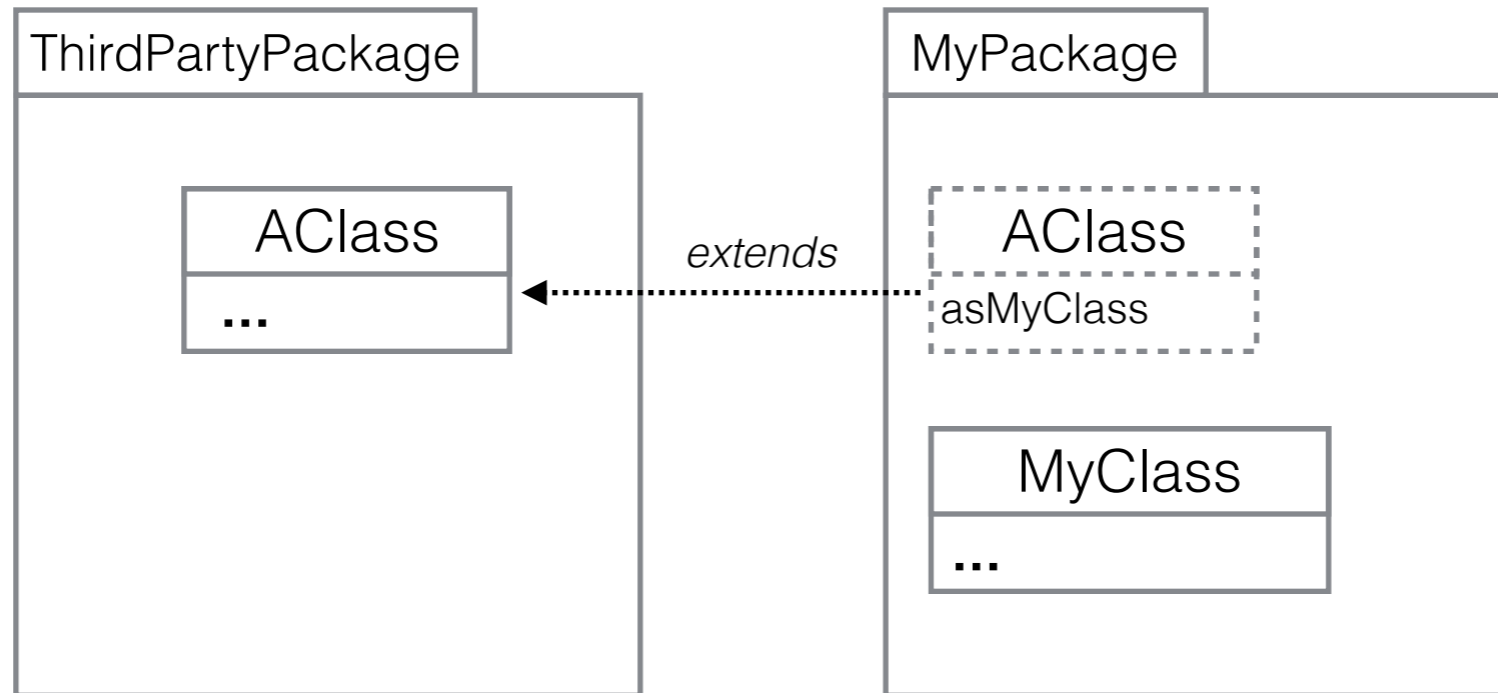 ThirdPartyPackage
AClass
...
extends
MyPackage
AClass
asMyClass
MyClass
...